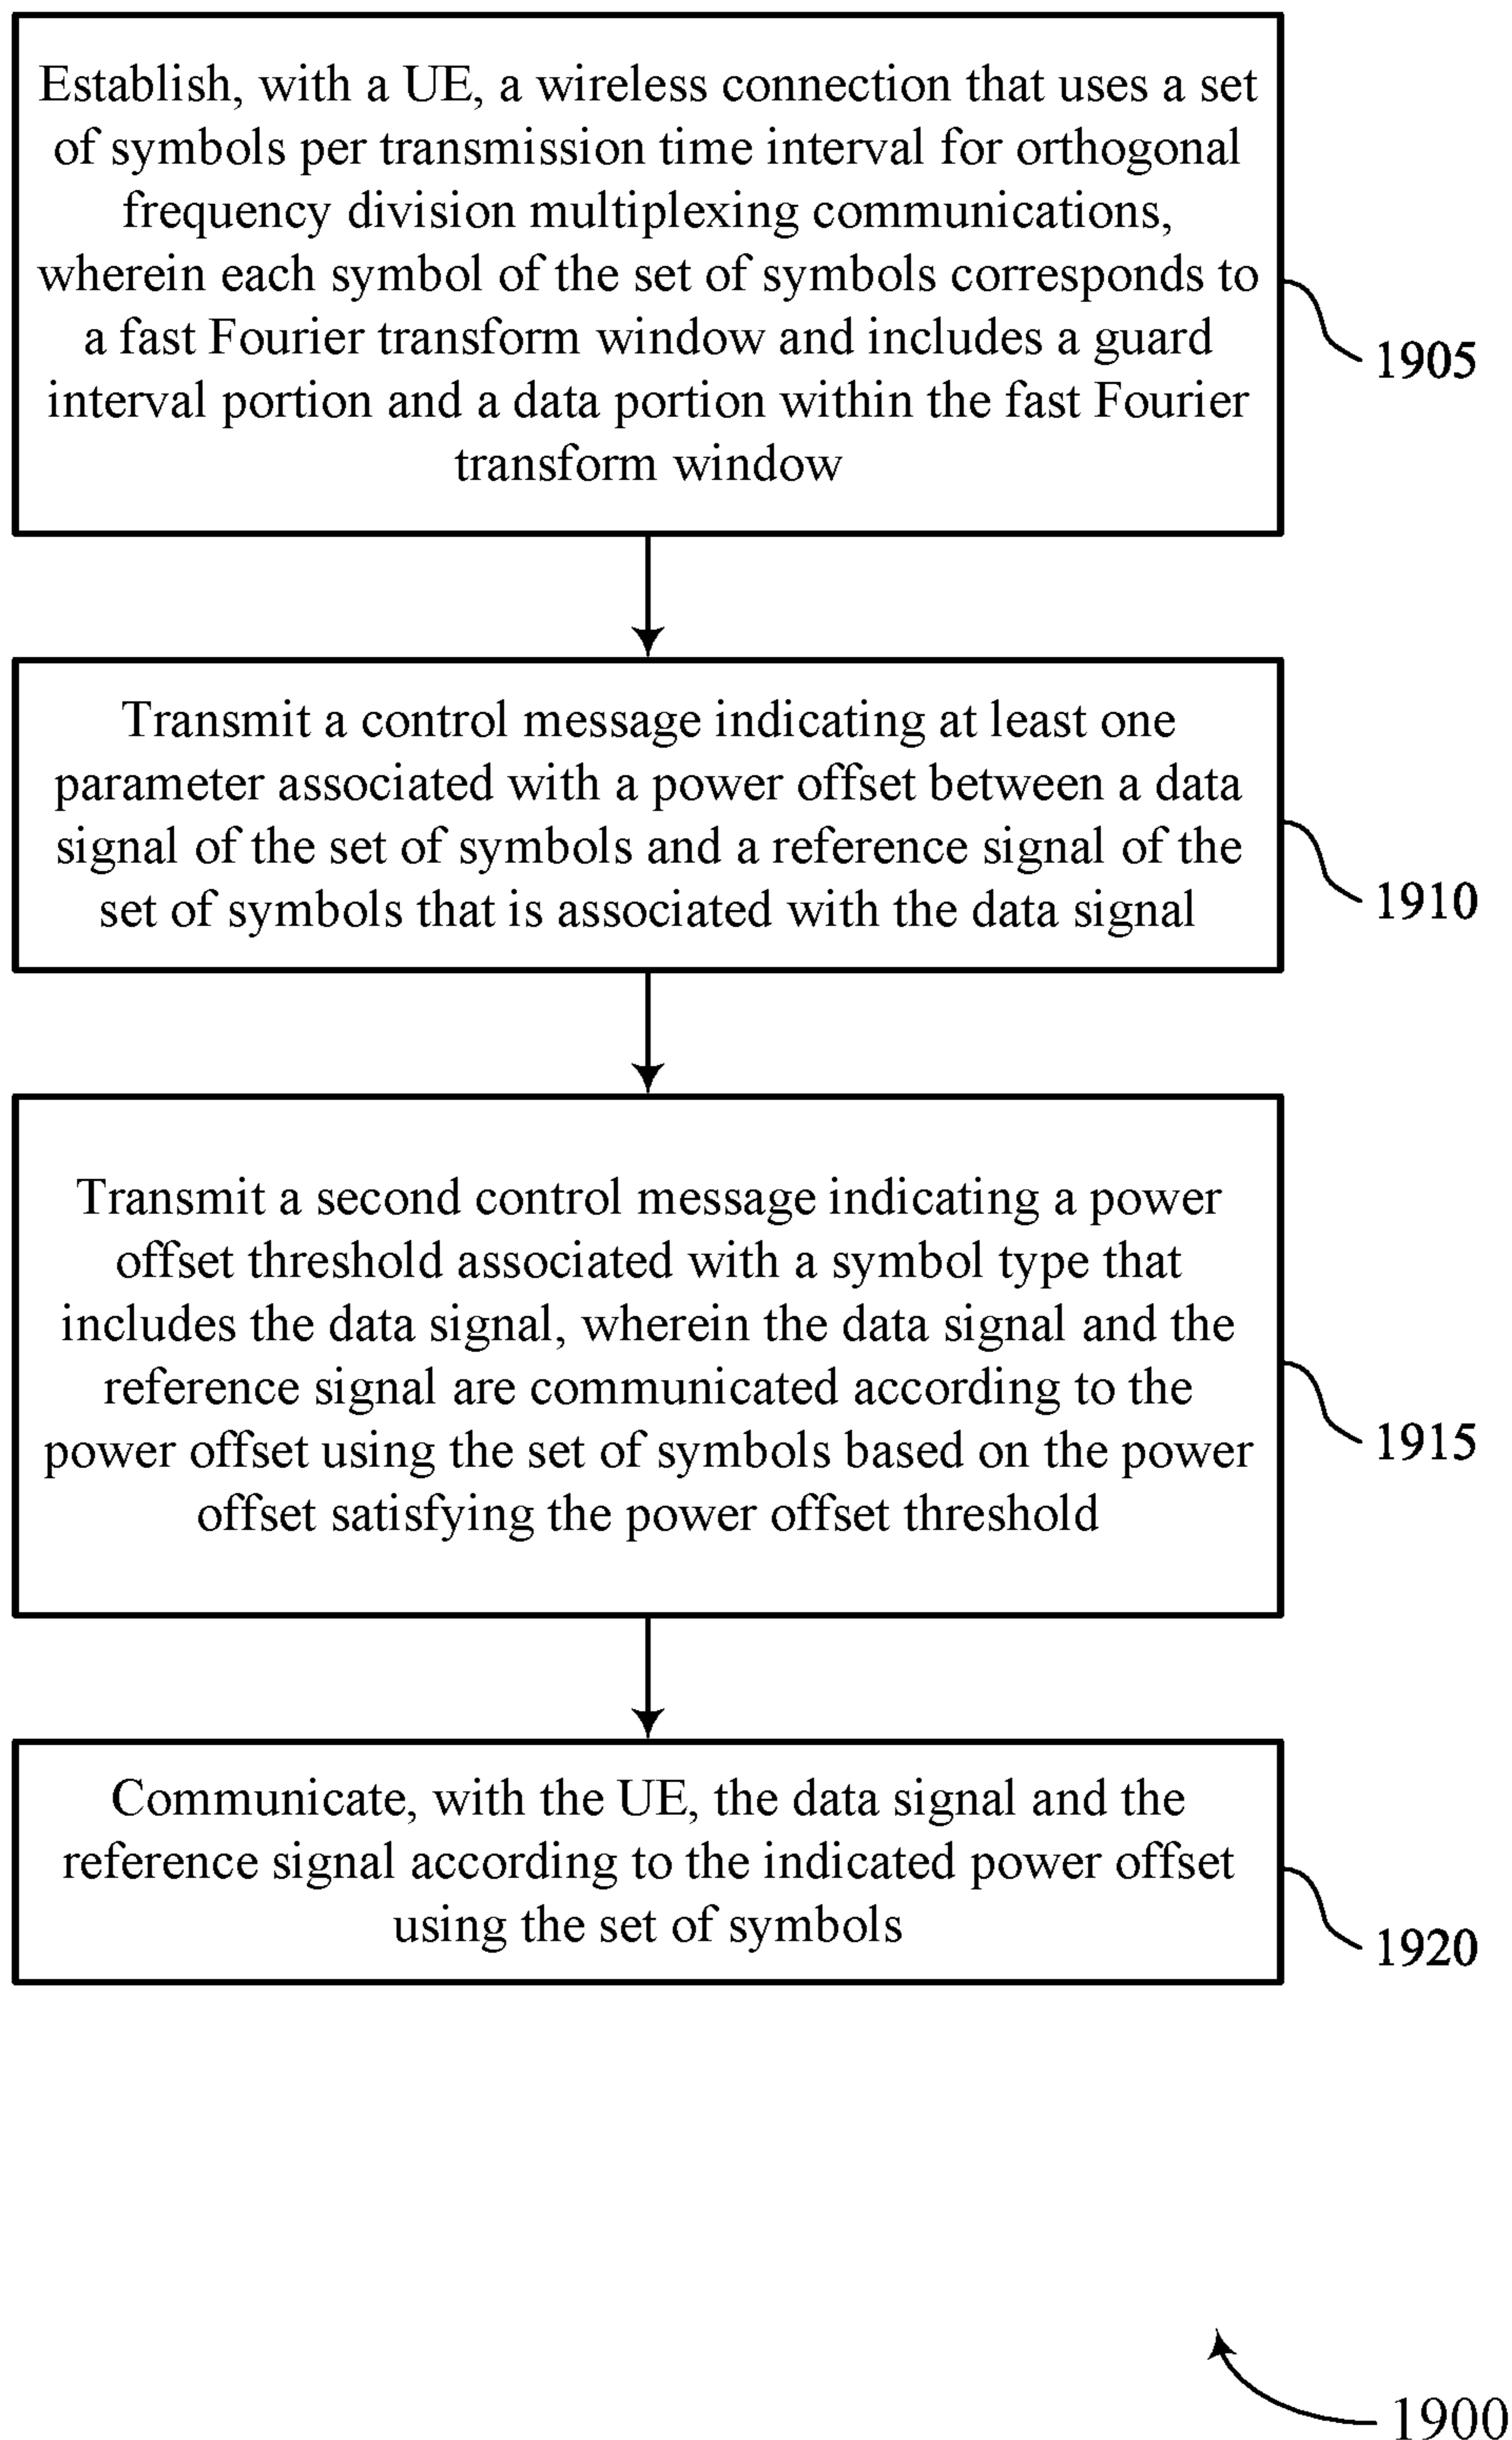 Establish, with a UE, a wireless connection that uses a set
of symbols per transmission time interval for orthogonal
frequency division multiplexing communications,
wherein each symbol of the set of symbols corresponds to
a fast Fourier transform window and includes a guard
interval portion and a data portion within the fast Fourier
transform window
1905
Transmit a control message indicating at least one
parameter associated with a power offset between a data
signal of the set of symbols and a reference signal of the
set of symbols that is associated with the data signal
1910
Transmit a second control message indicating a power
offset threshold associated with a symbol type that
includes the data signal, wherein the data signal and the
reference signal are communicated according to the
power offset using the set of symbols based on the power
offset satisfying the power offset threshold
1915
Communicate, with the UE, the data signal and the
reference signal according to the indicated power offset
using the set of symbols
1920
1900